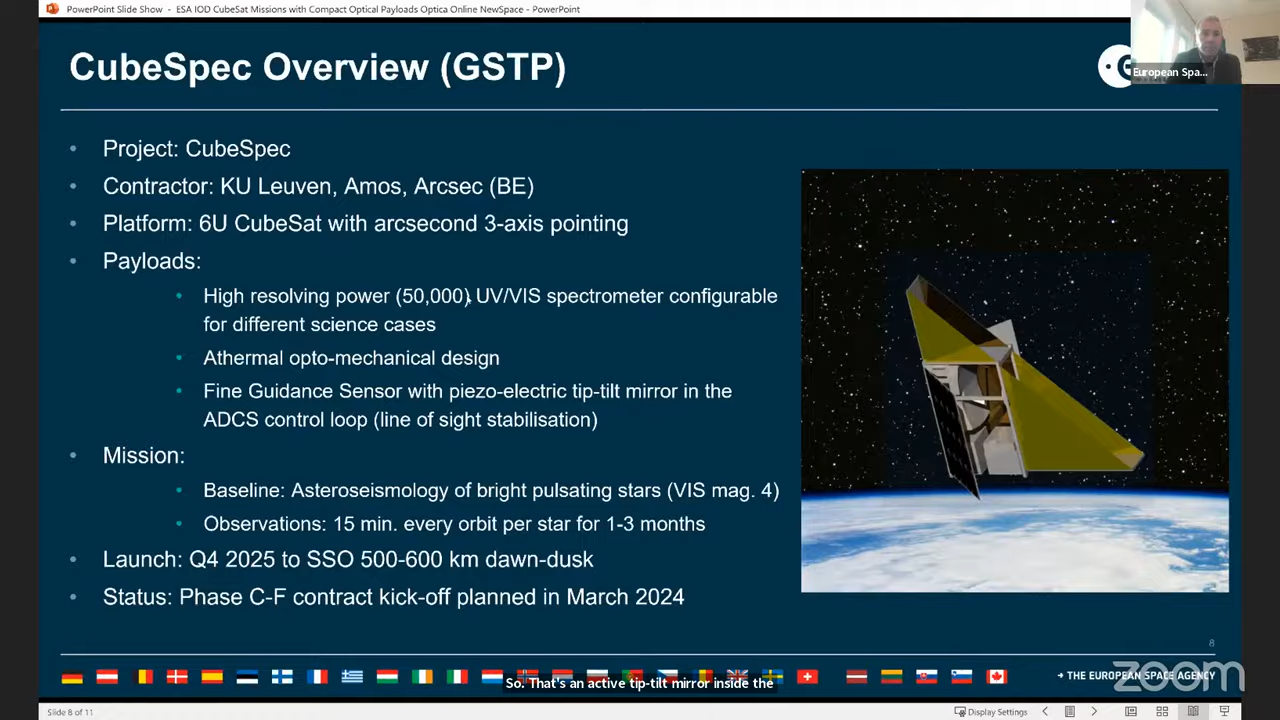 PowerPoint Slide Show - ESA IOD CubeSat Missions with Compact Optical Payloads Optica Online NewSpace - PowerPoint
CubeSpec Overview (GSTP)
European Spa...
• Project: CubeSpec
• Contractor: KU Leuven, Amos, Arcsec (BE)
• Platform: 6U CubeSat with arcsecond 3-axis pointing
• Payloads:
• High resolving power (50,000) UV/VIS spectrometer configurable
for different science cases
• Athermal opto-mechanical design
• Fine Guidance Sensor with piezo-electric tip-tilt mirror in the
ADCS control loop (line of sight stabilisation)
• Mission:
• Baseline: Asteroseismology of bright pulsating stars (VIS mag. 4)
• Observations: 15 min. every orbit per star for 1-3 months
• Launch: Q4 2025 to SSO 500-600 km dawn-dusk
• Status: Phase C-F contract kick-off planned in March 2024
8
→ THE EUROPEAN SPACE AGENCY
zoom
So. That's an active tip-tilt mirror inside the
Slide 8 of 11
Display Settings